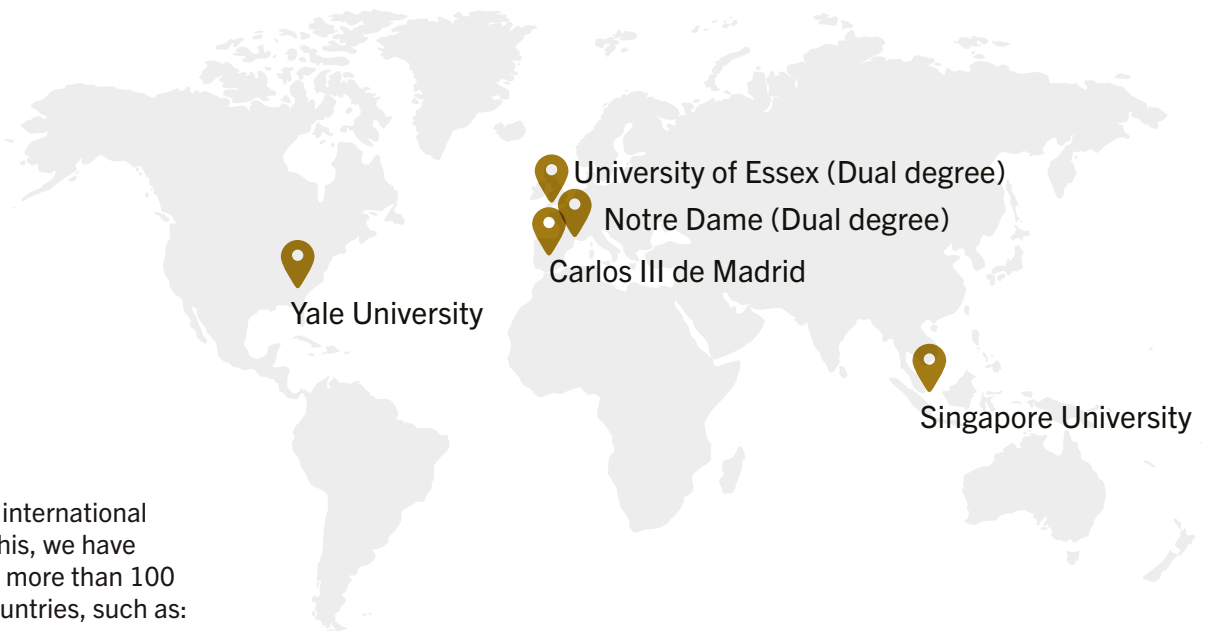 University of Essex (Dual degree)
Notre Dame (Dual degree)
Carlos III de Madrid
Yale University
Singapore University
international
his, we have
more than 100
untries, such as: